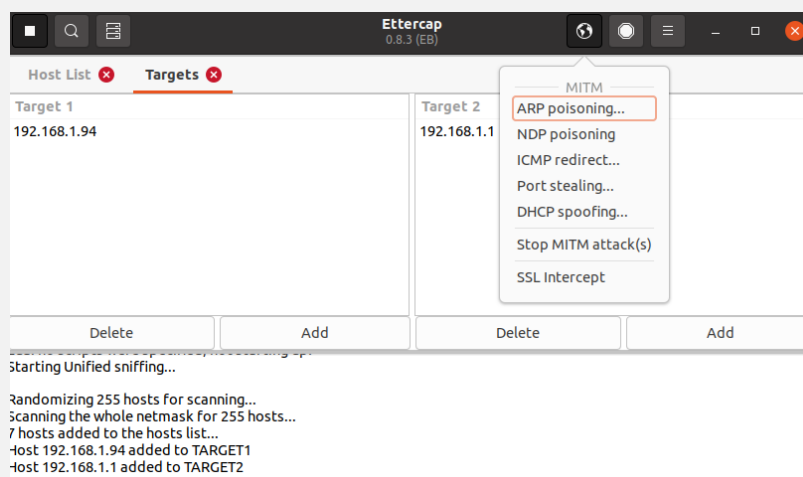 Ettercap
0.8.3 (EB)
Host List
Targets
MITM
Target 1
Target 2
ARP poisoning...
192.168.1.94
192.168.1.1
NDP poisoning
ICMP redirect...
Port stealing...
DHCP spoofing...
Stop MITM attack(s)
SSL Intercept
Delete
Add
Delete
Add
Starting Unified sniffing...
Randomizing 255 hosts for scanning...
Scanning the whole netmask for 255 hosts...
7 hosts added to the hosts list...
Host 192.168.1.94 added to TARGET1
Host 192.168.1.1 added to TARGET2